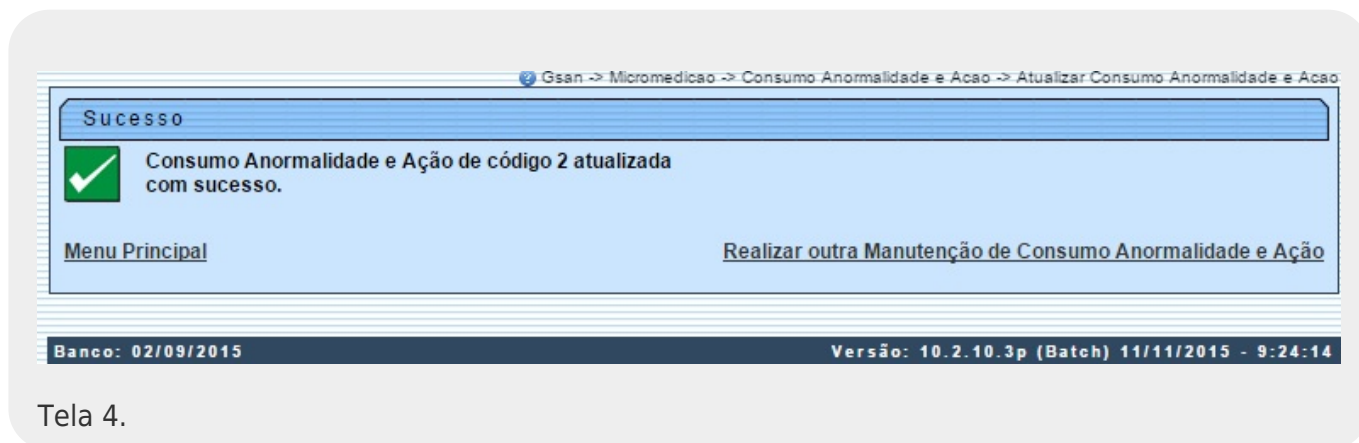 Gsan -> Micromedicao -> Consumo Anormalidade e Acao -> Atualizar Consumo Anormalidade e Acao
Sucesso
Consumo Anormalidade e Ação de código 2 atualizada
com sucesso.
Menu Principal Realizar outra Manutenção de Consumo Anormalidade e Ação
Banco: 02/09/2015 Versão: 10.2.10.3p (Batch) 11/11/2015 - 9:24:14
Tela 4.